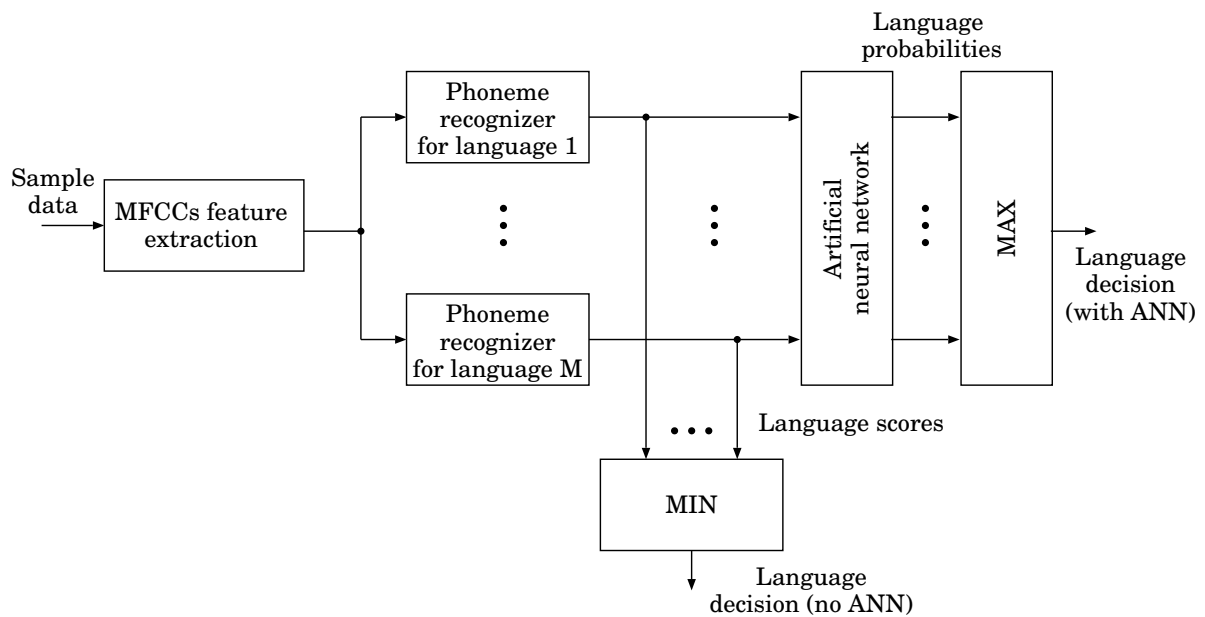 Language
probabilities
Phoneme
recognizer
for language 1
Sample
data
MFCCs feature
extraction
Artificial
neural network
MAX
Language
decision
(with ANN)
Phoneme
recognizer
for language M
Language scores
MIN
Language
decision (no ANN)